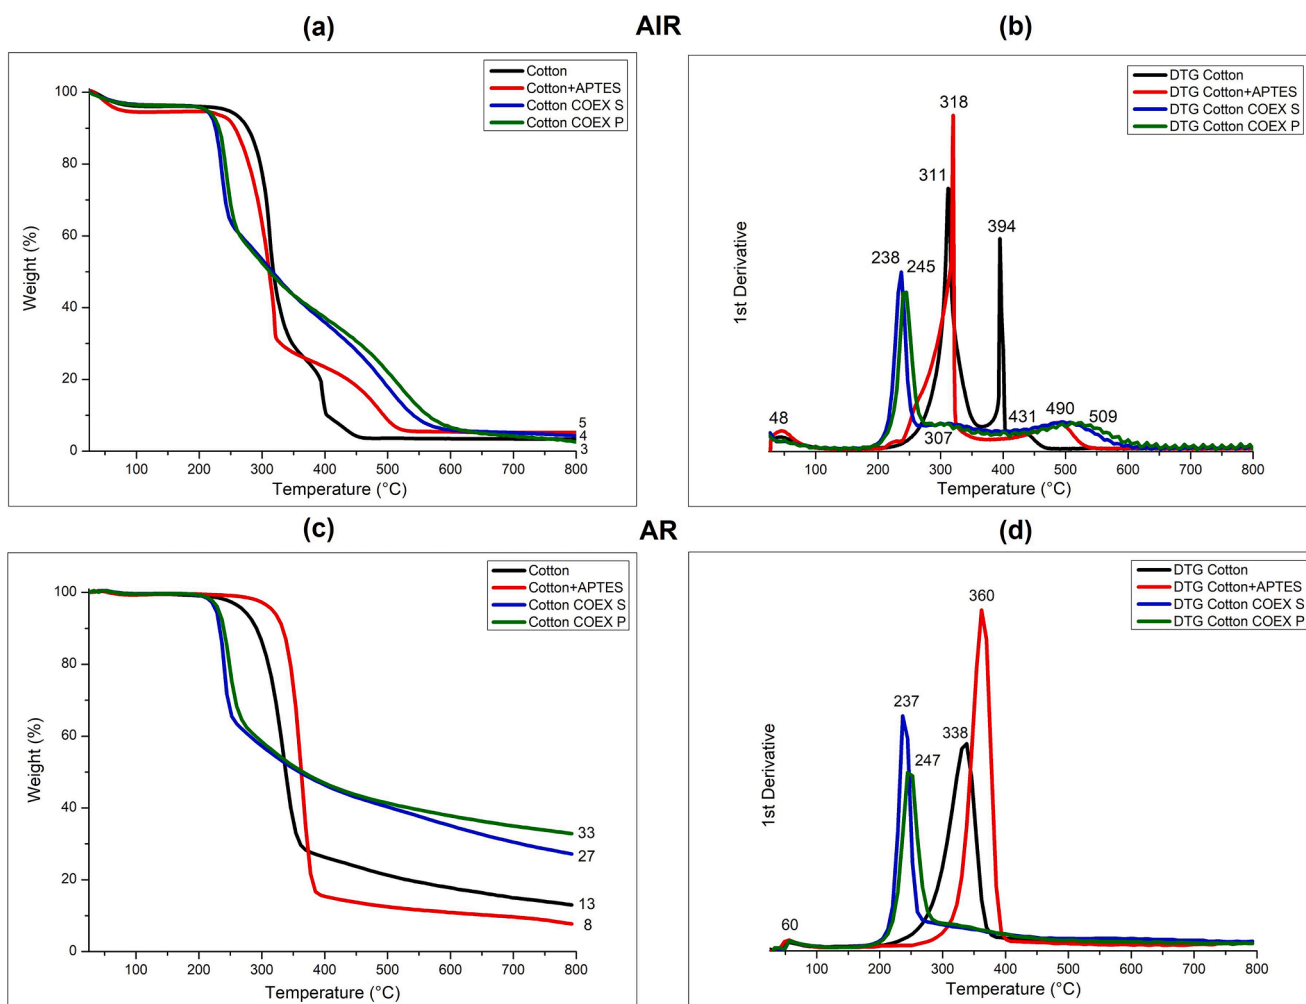 (a)
AIR
(b)
Cotton
Cotton+APTES
Cotton COEX S
Cotton COEX P
100
80
60
40
20
0
Weight (%)
5
4
3
100
200
300
400
500
600
700
800
Temperature (°C)
DTG Cotton
DTG Cotton+APTES
DTG Cotton COEX S
DTG Cotton COEX P
318
311
394
238
245
48
307
431
490
509
1st Derivative
100
200
300
400
500
600
700
800
Temperature (°C)
(c)
AR
(d)
Cotton
Cotton+APTES
Cotton COEX S
Cotton COEX P
100
80
60
40
20
0
Weight (%)
33
27
13
8
100
200
300
400
500
600
700
800
Temperature (°C)
DTG Cotton
DTG Cotton+APTES
DTG Cotton COEX S
DTG Cotton COEX P
360
237
338
247
60
1st Derivative
100
200
300
400
500
600
700
800
Temperature (°C)